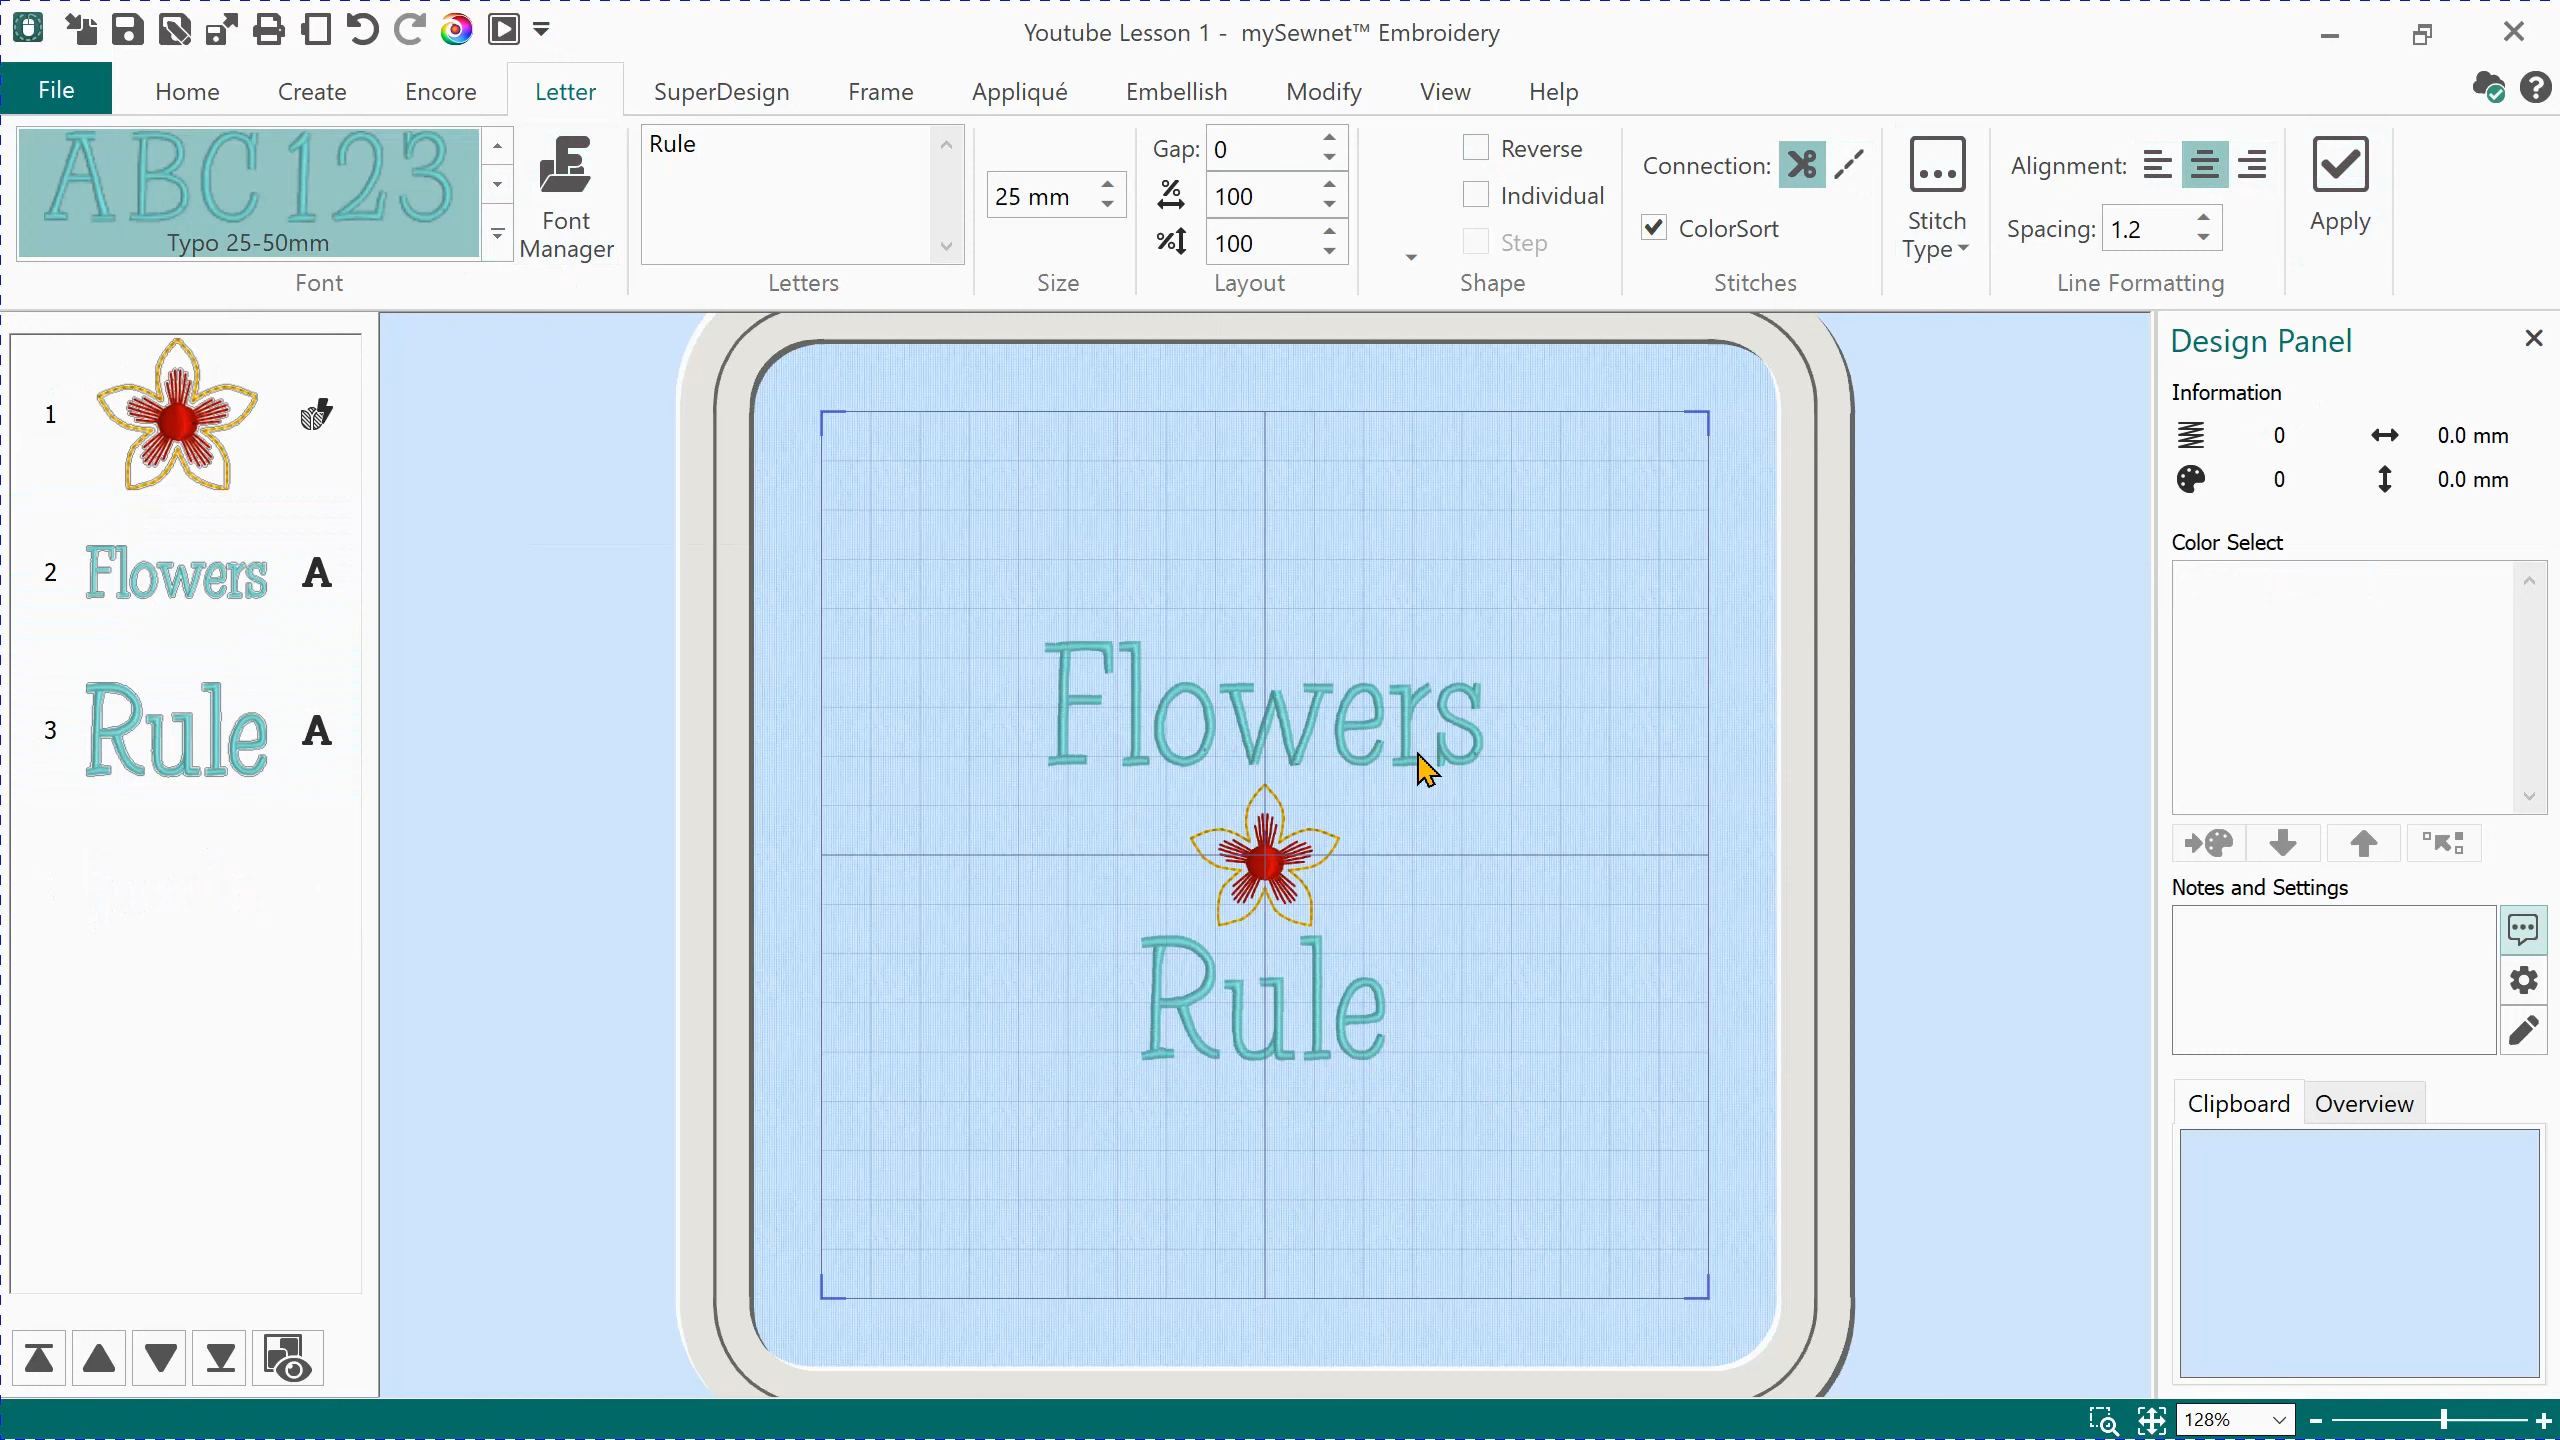 Youtube Lesson 1 - mySewnet™ Embroidery
File Home Create Encore Letter SuperDesign Frame Appliqué Embellish Modify View Help
ABC123
Typo 25-50mm
Font Manager
Font
Rule
Letters
25 mm
Size
Gap: 0
100
100
Layout
Reverse
Individual
Step
Shape
Connection:
ColorSort
Stitches
Stitch Type
Alignment:
Spacing: 1.2
Line Formatting
Apply
1
2 Flowers A
3 Rule A
Flowers
Rule
Design Panel
Information
0 0.0 mm
0 0.0 mm
Color Select
Notes and Settings
Clipboard Overview
128%